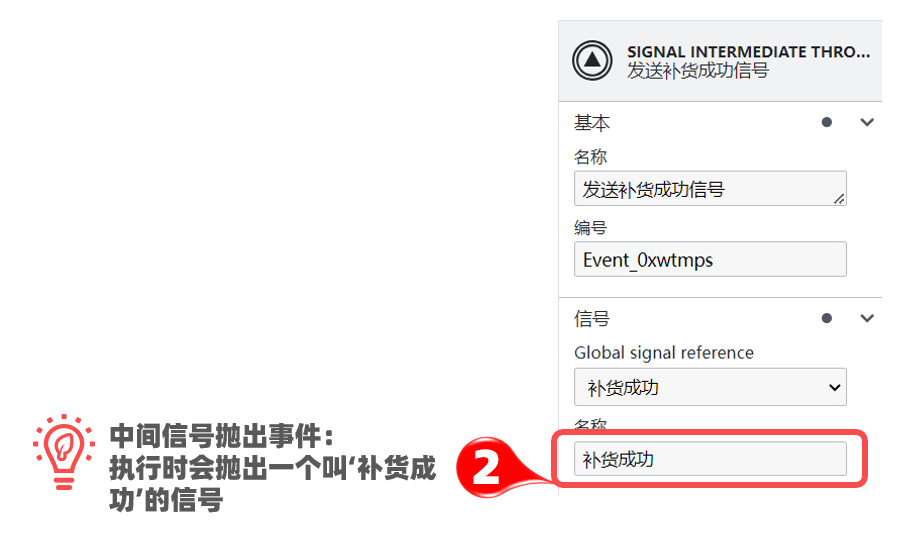 SIGNAL INTERMEDIATE THRO...
发送补货成功信号
基本
名称
发送补货成功信号
编号
Event_0xwtmps
信号
Global signal reference
补货成功
名称
补货成功
中间信号抛出事件：
执行时会抛出一个叫‘补货成
功’的信号
2